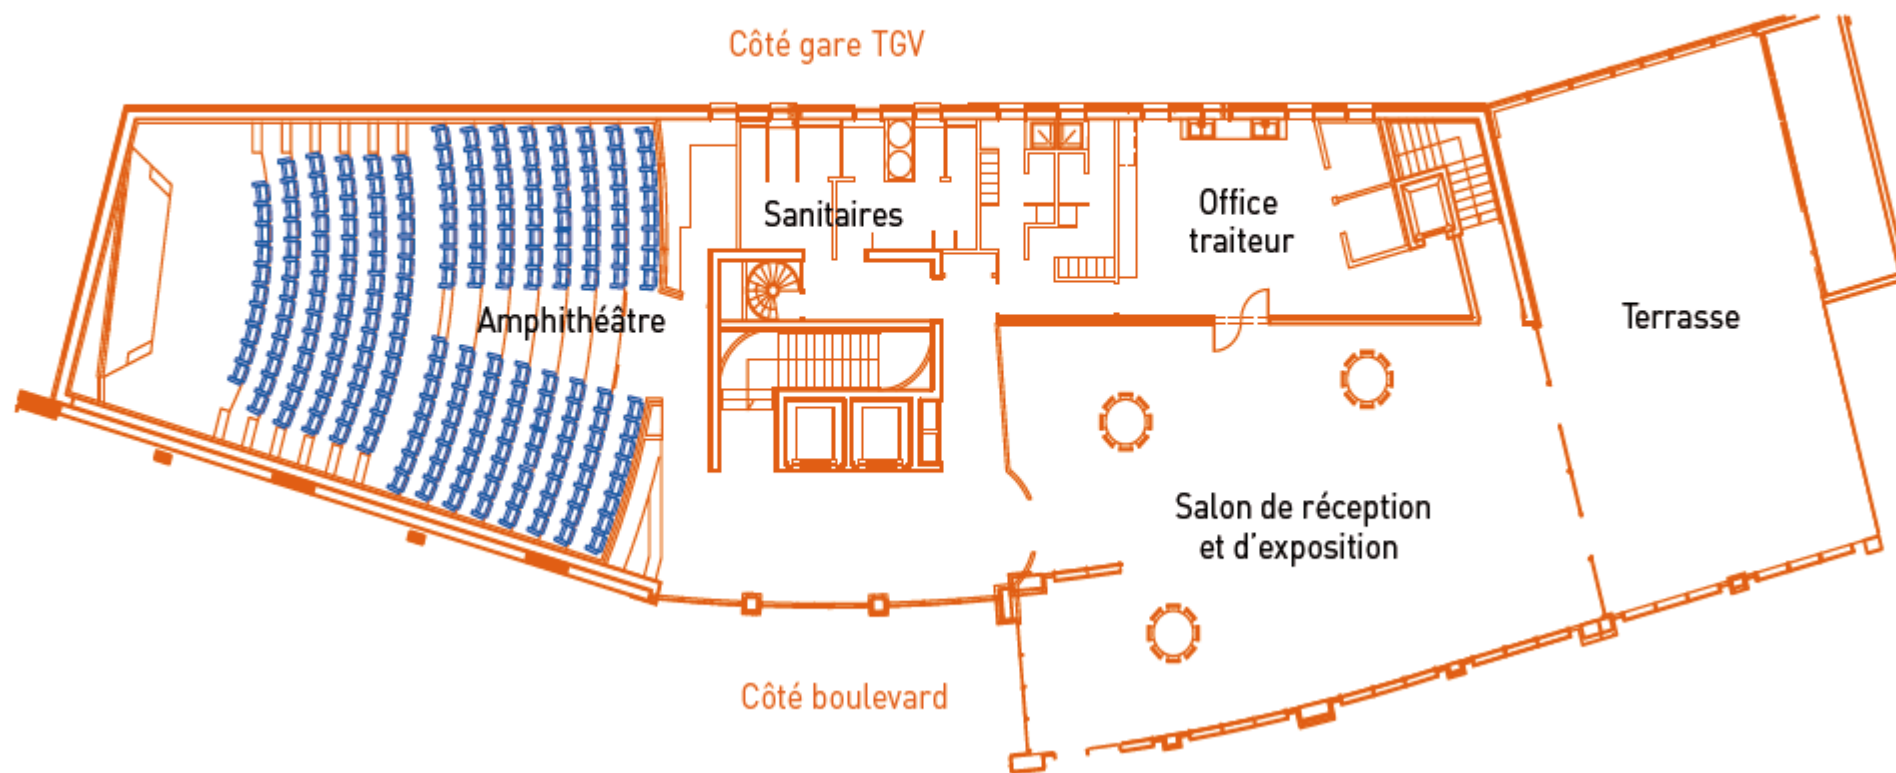 Côté gare TGV
Sanitaires
Office
traiteur
Amphithéâtre
Terrasse
Salon de réception
et d'exposition
Côté boulevard